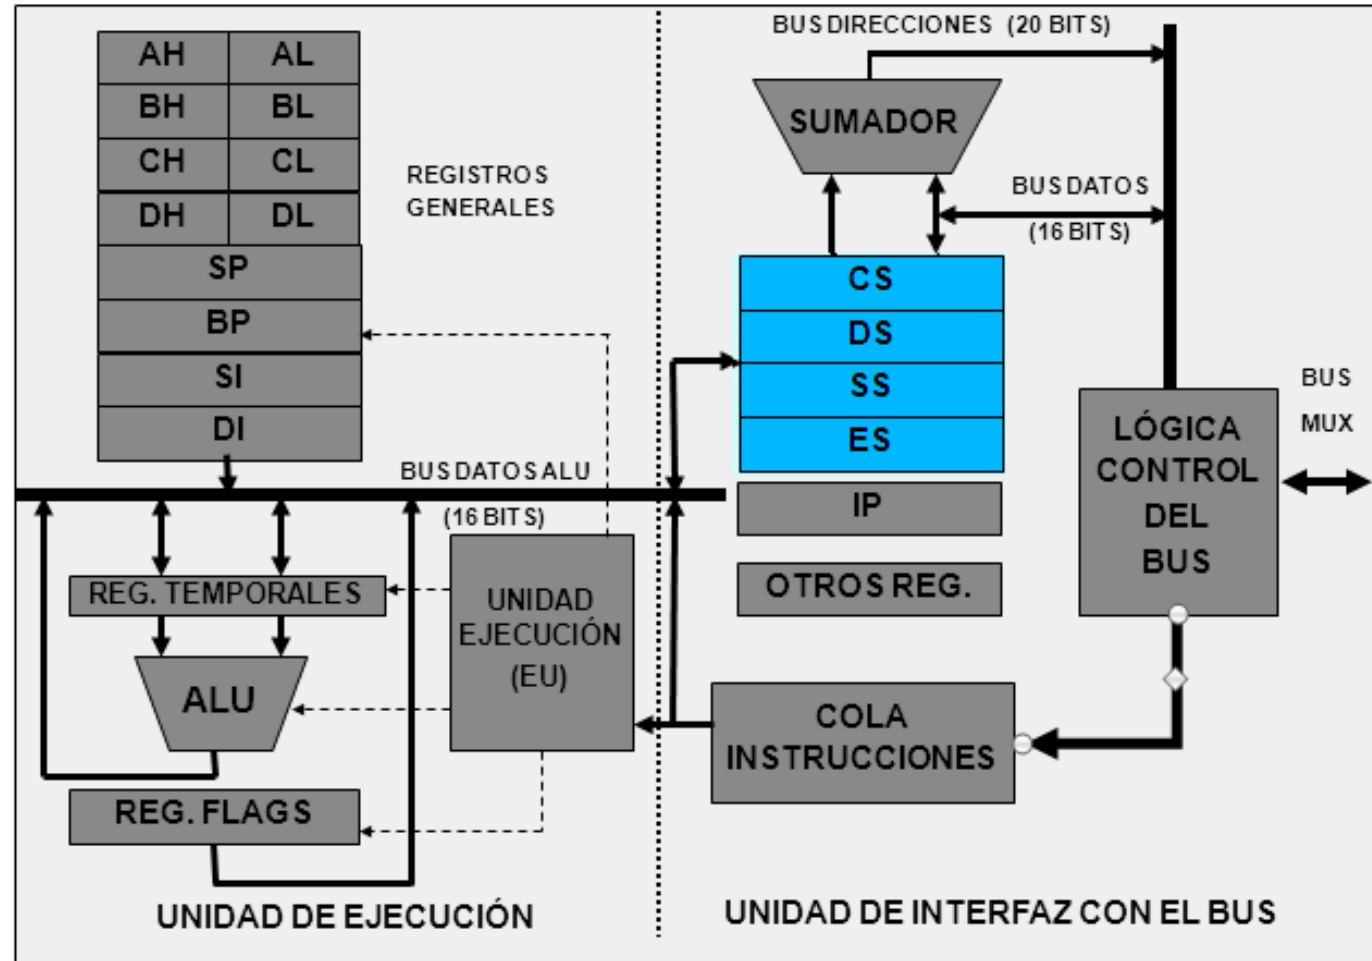 AH
AL
BH
BL
CH
CL
DH
DL
SP
BP
SI
DI
REGISTROS
GENERALES
BUS DATOS ALU
(16 BITS)
REG. TEMPORALES
ALU
REG. FLAGS
UNIDAD
EJECUCIÓN
(EU)
UNIDAD DE EJECUCIÓN
BUS DIRECCIONES (20 BITS)
SUMADOR
BUS DATOS
(16 BITS)
CS
DS
SS
ES
IP
OTROS REG.
LÓGICA
CONTROL
DEL
BUS
BUS
MUX
COLA
INSTRUCCIONES
UNIDAD DE INTERFAZ CON EL BUS